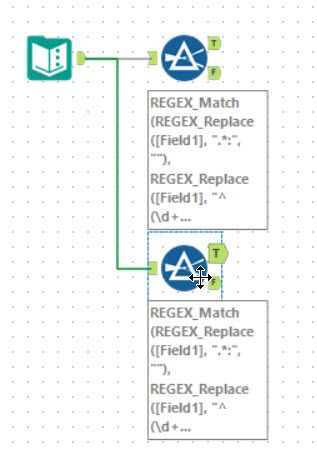 T
F
REGEX_Match
(REGEX_Replace
([Field1], ".*:",
""),
REGEX_Replace
([Field1], "^
(\d+...
T
F
REGEX_Match
(REGEX_Replace
([Field1], ".*:",
""),
REGEX_Replace
([Field1], "^
(\d+...